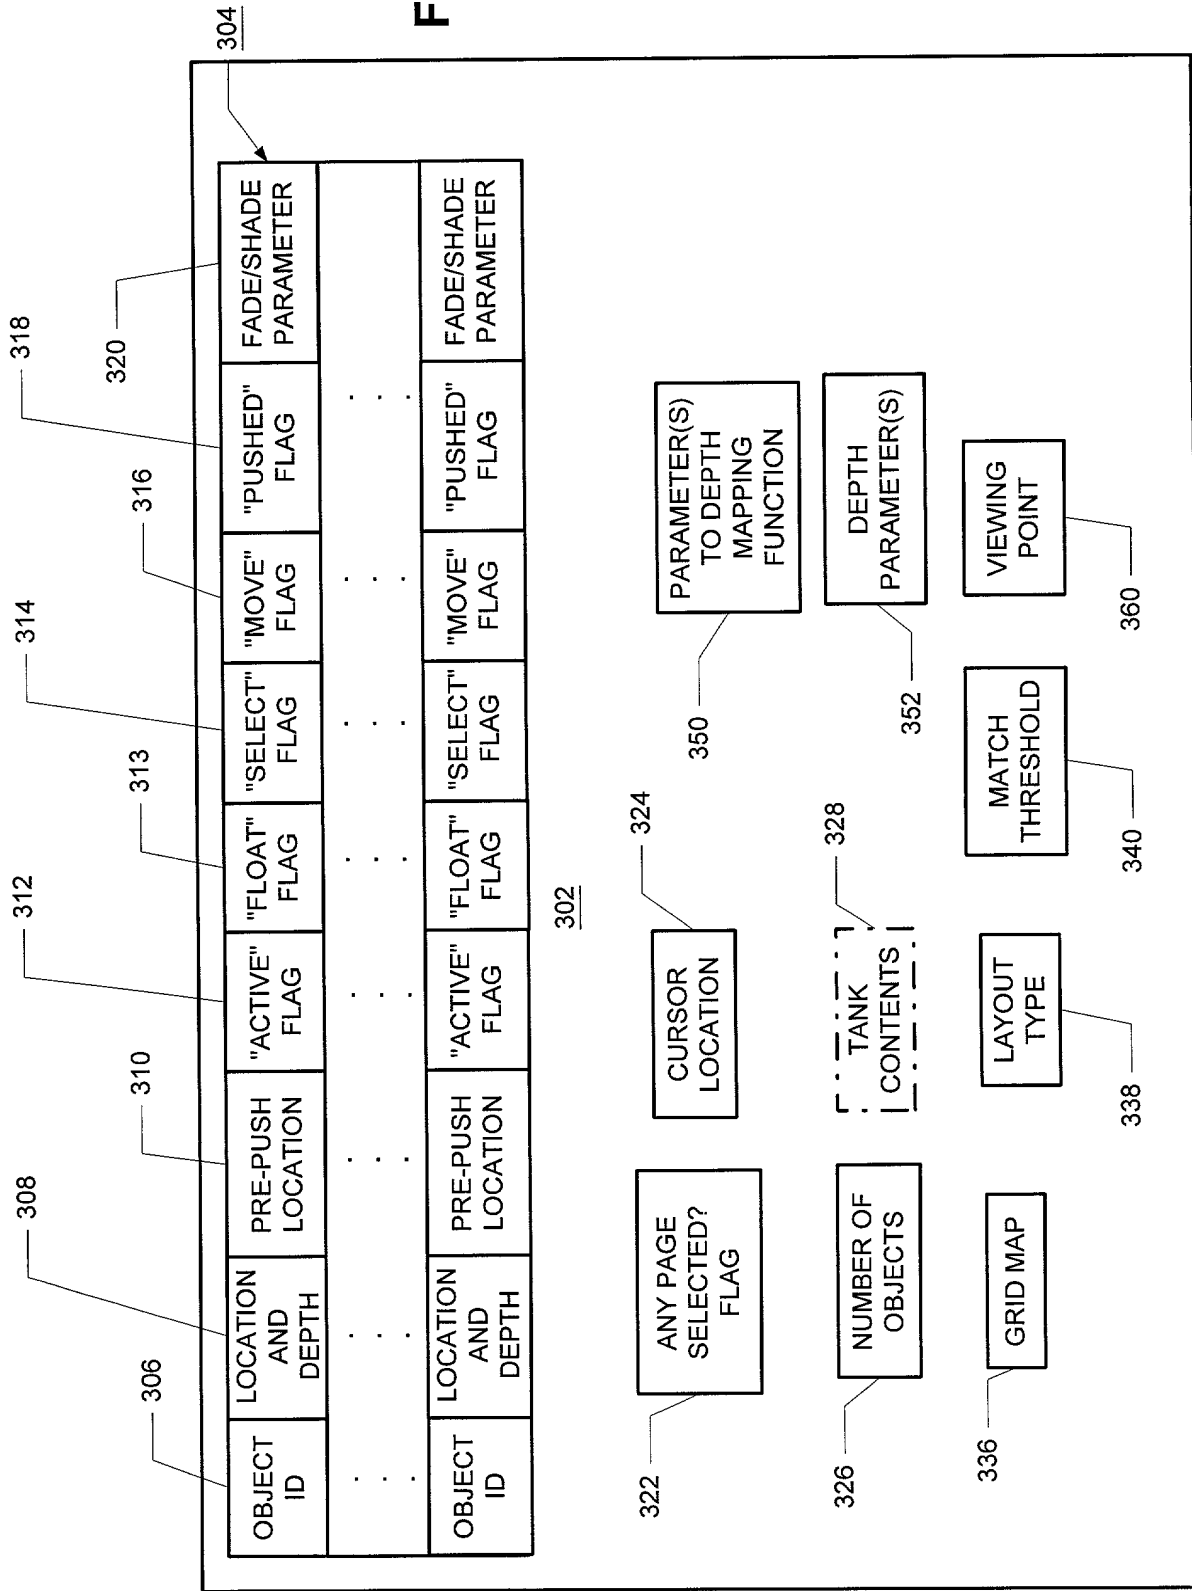 F
304
306
308
310
312
313
314
316
318
320
OBJECT
ID
LOCATION
AND
DEPTH
PRE-PUSH
LOCATION
"ACTIVE"
FLAG
"FLOAT"
FLAG
"SELECT"
FLAG
"MOVE"
FLAG
"PUSHED"
FLAG
FADE/SHADE
PARAMETER
. . .
. . .
. . .
. . .
. . .
. . .
. . .
. . .
OBJECT
ID
LOCATION
AND
DEPTH
PRE-PUSH
LOCATION
"ACTIVE"
FLAG
"FLOAT"
FLAG
"SELECT"
FLAG
"MOVE"
FLAG
"PUSHED"
FLAG
FADE/SHADE
PARAMETER
302
322
ANY PAGE
SELECTED?
FLAG
324
CURSOR
LOCATION
350
PARAMETER(S)
TO DEPTH
MAPPING
FUNCTION
326
NUMBER OF
OBJECTS
328
TANK
CONTENTS
352
DEPTH
PARAMETER(S)
336
GRID MAP
338
LAYOUT
TYPE
340
MATCH
THRESHOLD
360
VIEWING
POINT